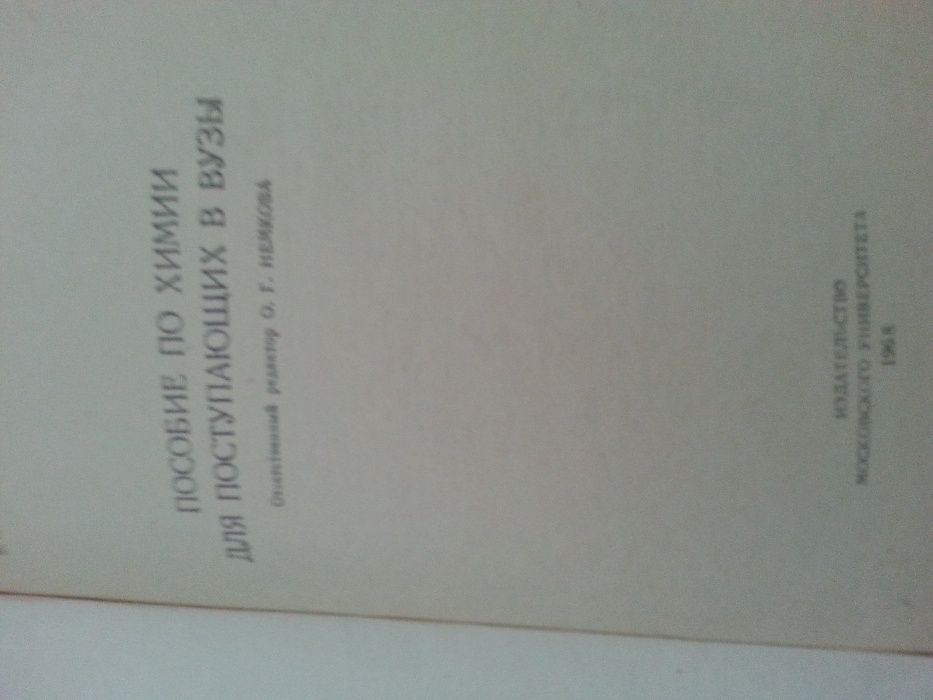 ПОСОБИЕ ПО ХИМИИ
ДЛЯ ПОСТУПАЮЩИХ В ВУЗЫ
Ответственный редактор О. Г. НЕМКОВА
ИЗДАТЕЛЬСТВО
МОСКОВСКОГО УНИВЕРСИТЕТА
1968